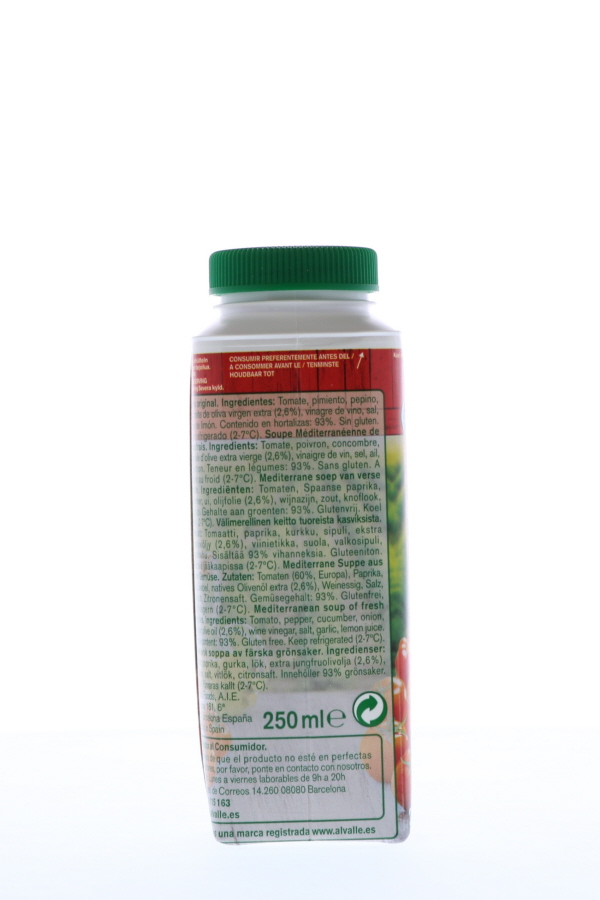 CONSUMIR PREFERENTEMENTE ANTES DEL /
A CONSOMMER AVANT LE / TENMINSTE
HOUDBAAR TOT
original. Ingredientes: Tomate, pimiento, pepino,
de oliva virgen extra (2,6%), vinagre de vino, sal,
limón. Contenido en hortalizas: 93%. Sin gluten.
(2-7°C). Soupe Méditerranéenne de
Ingredients: Tomate, poivron, concombre,
d'olive extra vierge (2,6%), vinaigre de vin, sel, ail,
Teneur en légumes: 93%. Sans gluten. A
au froid (2-7°C). Mediterrane soep van verse
Ingrediënten: Tomaten, Spaanse paprika,
ui, olijfolie (2,6%), wijnazijn, zout, knoflook,
Gehalte aan groenten: 93%. Glutenvrij. Koel
Välimerellinen keitto tuoreista kasviksista.
Tomaatti, paprika, kurkku, sipuli, ekstra
(2,6%), viinietikka, suola, valkosipuli,
Sisältää 93% vihanneksia. Gluteeniton.
(2-7°C). Mediterrane Suppe aus
Zutaten: Tomaten (60%, Europa), Paprika,
natives Olivenöl extra (2,6%), Weinessig, Salz,
Zitronensaft. Gemüsegehalt: 93%. Glutenfrei.
(2-7°C). Mediterranean soup of fresh
Ingredients: Tomato, pepper, cucumber, onion,
oil (2,6%), wine vinegar, salt, garlic, lemon juice.
93%. Gluten free. Keep refrigerated (2-7°C).
soppa av färska grönsaker. Ingredienser:
gurka, lök, extra jungfruolivolja (2,6%),
vitlök, citronsaft. Innehöller 93% grönsaker.
kallt (2-7°C).
A.I.E.
España
Spain
250 ml e
Consumidor.
que el producto no esté en perfectas
por favor, ponte en contacto con nosotros.
a viernes laborables de 9h a 20h
de Correos 14.260 08080 Barcelona
163
alle.es
una marca registrada www.alvalle.es